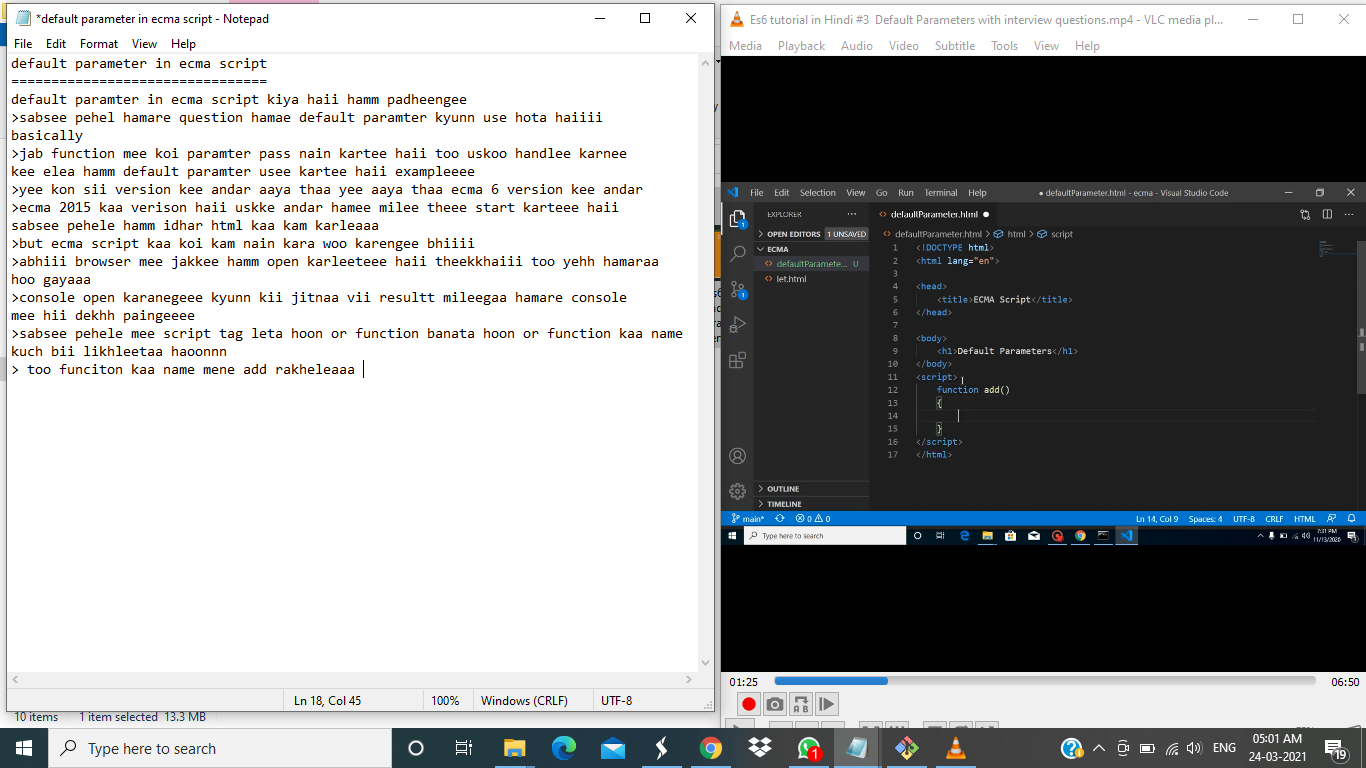 *default parameter in ecma script - Notepad
File Edit Format View Help
default parameter in ecma script
================================
default paramter in ecma script kiya haii hamm padheengee
>sabsee pehel hamare question hamae default paramter kyunn use hota haiiii
basically
>jab function mee koi paramter pass nain kartee haii too uskoo handlee karnee
kee elea hamm default paramter usee kartee haii exampleeee
>yee kon sii version kee andar aaya thaa yee aaya thaa ecma 6 version kee andar
>ecma 2015 kaa verison haii uskke andar hamee milee theee start karteee haii
sabsee pehele hamm idhar html kaa kam karleaaa
>but ecma script kaa koi kam nain kara woo karengee bhiiii
>abhiii browser mee jakkee hamm open karleeteee haii theekkhaiii too yehh hamaraa
hoo gayaaa
>console open karanegeee kyunn kii jitnaa vii resultt mileegaa hamare console
mee hii dekhh paingeeee
>sabsee pehele mee script tag leta hoon or function banata hoon or function kaa name
kuch bii likhleetaa haoonnn
> too funciton kaa name mene add rakheleaaa
Ln 18, Col 45 100% Windows (CRLF) UTF-8
10 items 1 item selected 13.3 MB
Es6 tutorial in Hindi #3 Default Parameters with interview questions.mp4 - VLC media pl...
Media Playback Audio Video Subtitle Tools View Help
File Edit Selection View Go Run Terminal Help
● defaultParameter.html - ecma - Visual Studio Code
EXPLORER ...
defaultParameter.html ●
OPEN EDITORS 1 UNSAVED
defaultParameter.html > html > script
ECMA
defaultParamete... U
let.html
1 <!DOCTYPE html>
2 <html lang="en">
3
4 <head>
5 <title>ECMA Script</title>
6 </head>
7
8 <body>
9 <h1>Default Parameters</h1>
10 </body>
11 <script>
12 function add()
13 {
14
15 }
16 </script>
17 </html>
OUTLINE
TIMELINE
main* 0 0 Ln 14, Col 9 Spaces: 4 UTF-8 CRLF HTML
Type here to search
7:31 PM
11/13/2020
01:25 06:50
Type here to search
1
ENG
05:01 AM
24-03-2021
19